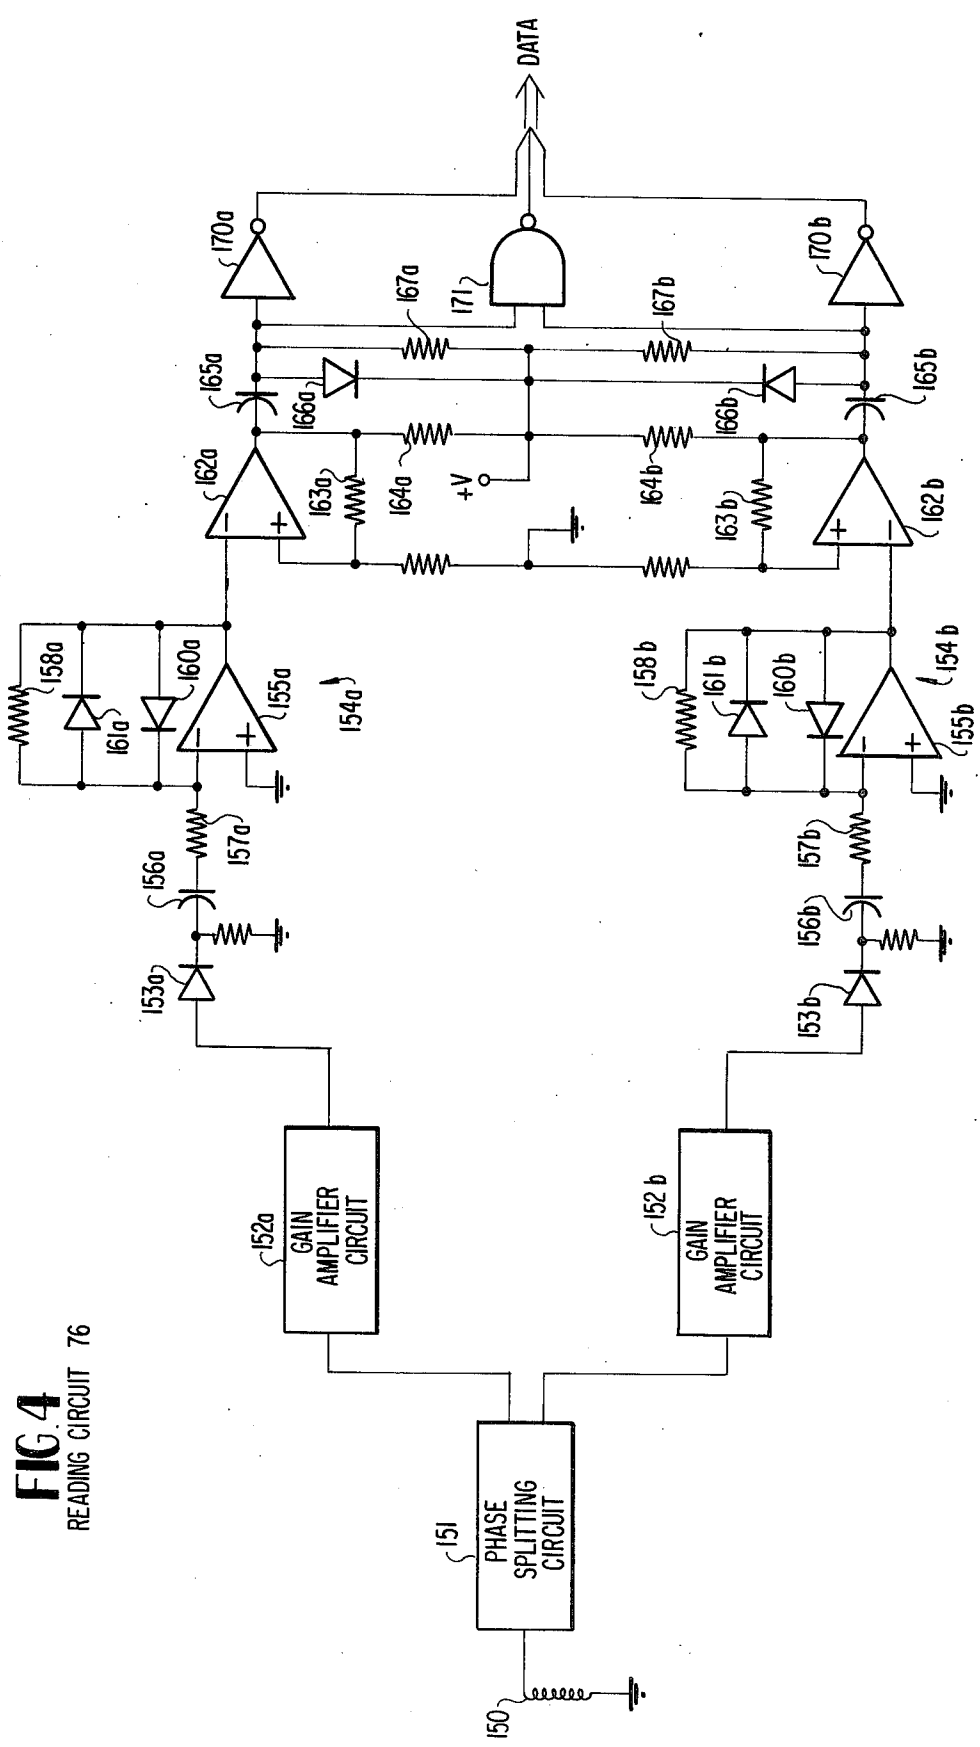 FIG. 4
READING CIRCUIT 76
150
151
PHASE
SPLITTING
CIRCUIT
152a
GAIN
AMPLIFIER
CIRCUIT
152b
GAIN
AMPLIFIER
CIRCUIT
153a
156a
157a
158a
161a
160a
155a
154a
−
+
162a
−
+
163a
164a
165a
166a
167a
170a
+V
171
DATA
153b
156b
157b
158b
161b
160b
155b
154b
−
+
162b
+
−
163b
164b
165b
166b
167b
170b